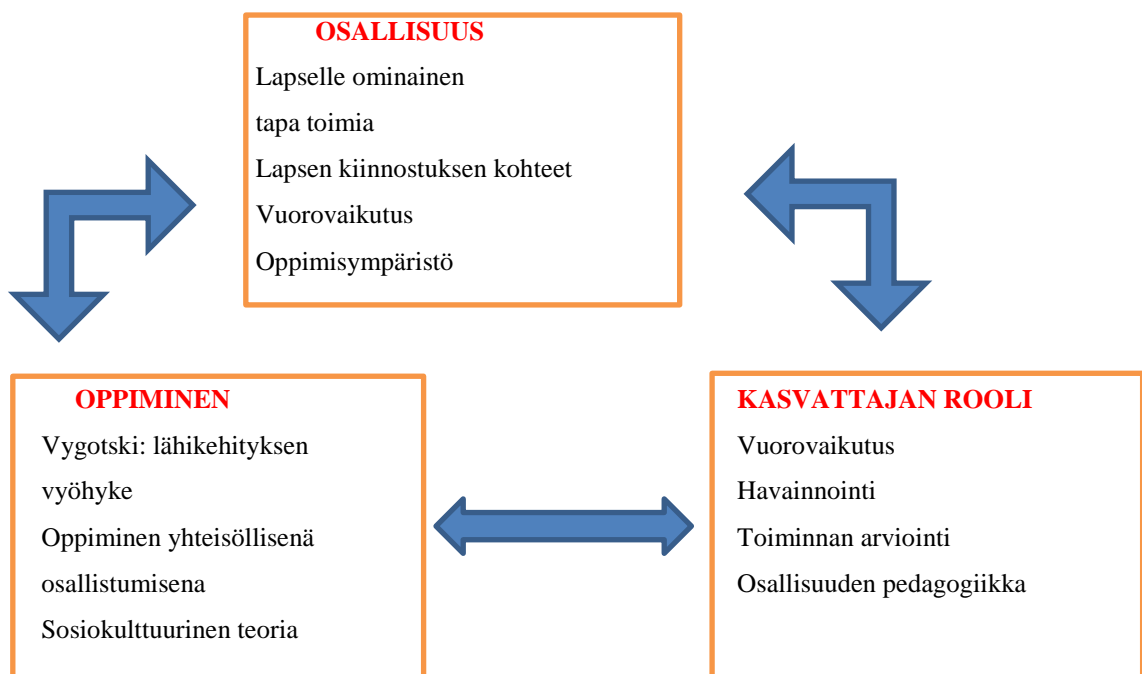 OSALLISUUS
Lapselle ominainen
tapa toimia
Lapsen kiinnostuksen kohteet
Vuorovaikutus
Oppimisympäristö
OPPIMINEN
Vygotski: lähikehityksen
vyöhyke
Oppiminen yhteisöllisenä
osallistumisena
Sosiokulttuurinen teoria
KASVATTAJAN ROOLI
Vuorovaikutus
Havainnointi
Toiminnan arviointi
Osallisuuden pedagogiikka